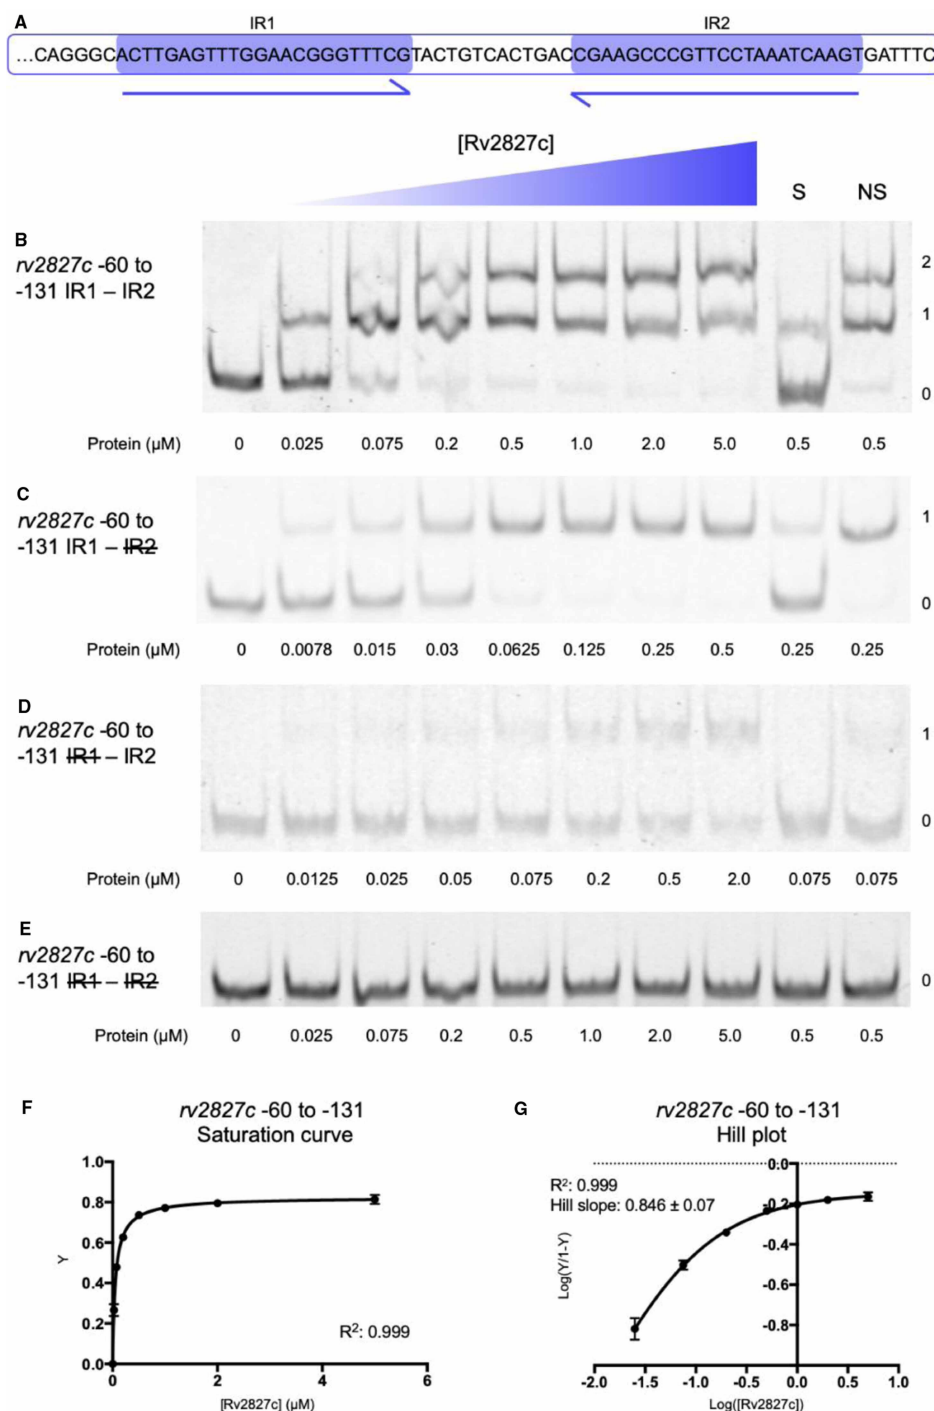 A
IR1 IR2
...CAGGGCACTTGAGTTTGGAACGGGTTTCGTACTGTCACTGACCGAAGCCCGTTCCTAAATCAAGTGATTTC
[Rv2827c]
S NS
B
rv2827c -60 to
-131 IR1 – IR2
2
1
0
Protein (µM) 0 0.025 0.075 0.2 0.5 1.0 2.0 5.0 0.5 0.5
C
rv2827c -60 to
-131 IR1 – IR2
1
0
Protein (µM) 0 0.0078 0.015 0.03 0.0625 0.125 0.25 0.5 0.25 0.25
D
rv2827c -60 to
-131 IR1 – IR2
1
0
Protein (µM) 0 0.0125 0.025 0.05 0.075 0.2 0.5 2.0 0.075 0.075
E
rv2827c -60 to
-131 IR1 – IR2
0
Protein (µM) 0 0.025 0.075 0.2 0.5 1.0 2.0 5.0 0.5 0.5
F
rv2827c -60 to -131
Saturation curve
1.0
0.8
0.6
0.4
0.2
0.0
Y
R²: 0.999
0 2 4 6
[Rv2827c] (µM)
G
rv2827c -60 to -131
Hill plot
R²: 0.999
Hill slope: 0.846 ± 0.07
Log(Y/1-Y)
0.0
-0.2
-0.4
-0.6
-0.8
-2.0 -1.5 -1.0 -0.5 0.0 0.5 1.0
Log([Rv2827c])